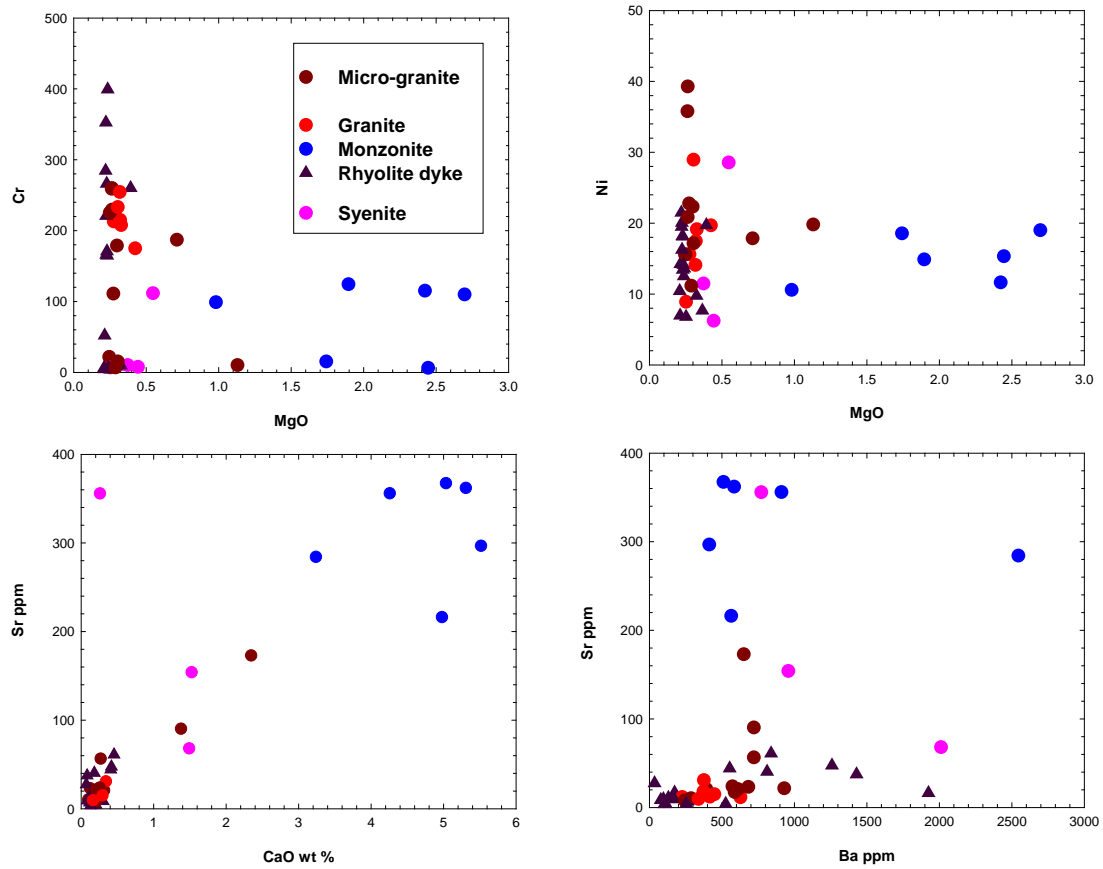 500
400
300
200
100
0
Cr
0.0 0.5 1.0 1.5 2.0 2.5 3.0
MgO
Micro-granite
Granite
Monzonite
Rhyolite dyke
Syenite
50
40
30
20
10
0
Ni
0.0 0.5 1.0 1.5 2.0 2.5 3.0
MgO
400
300
200
100
0
Sr ppm
0 1 2 3 4 5 6
CaO wt %
400
300
200
100
0
Sr ppm
0 500 1000 1500 2000 2500 3000
Ba ppm